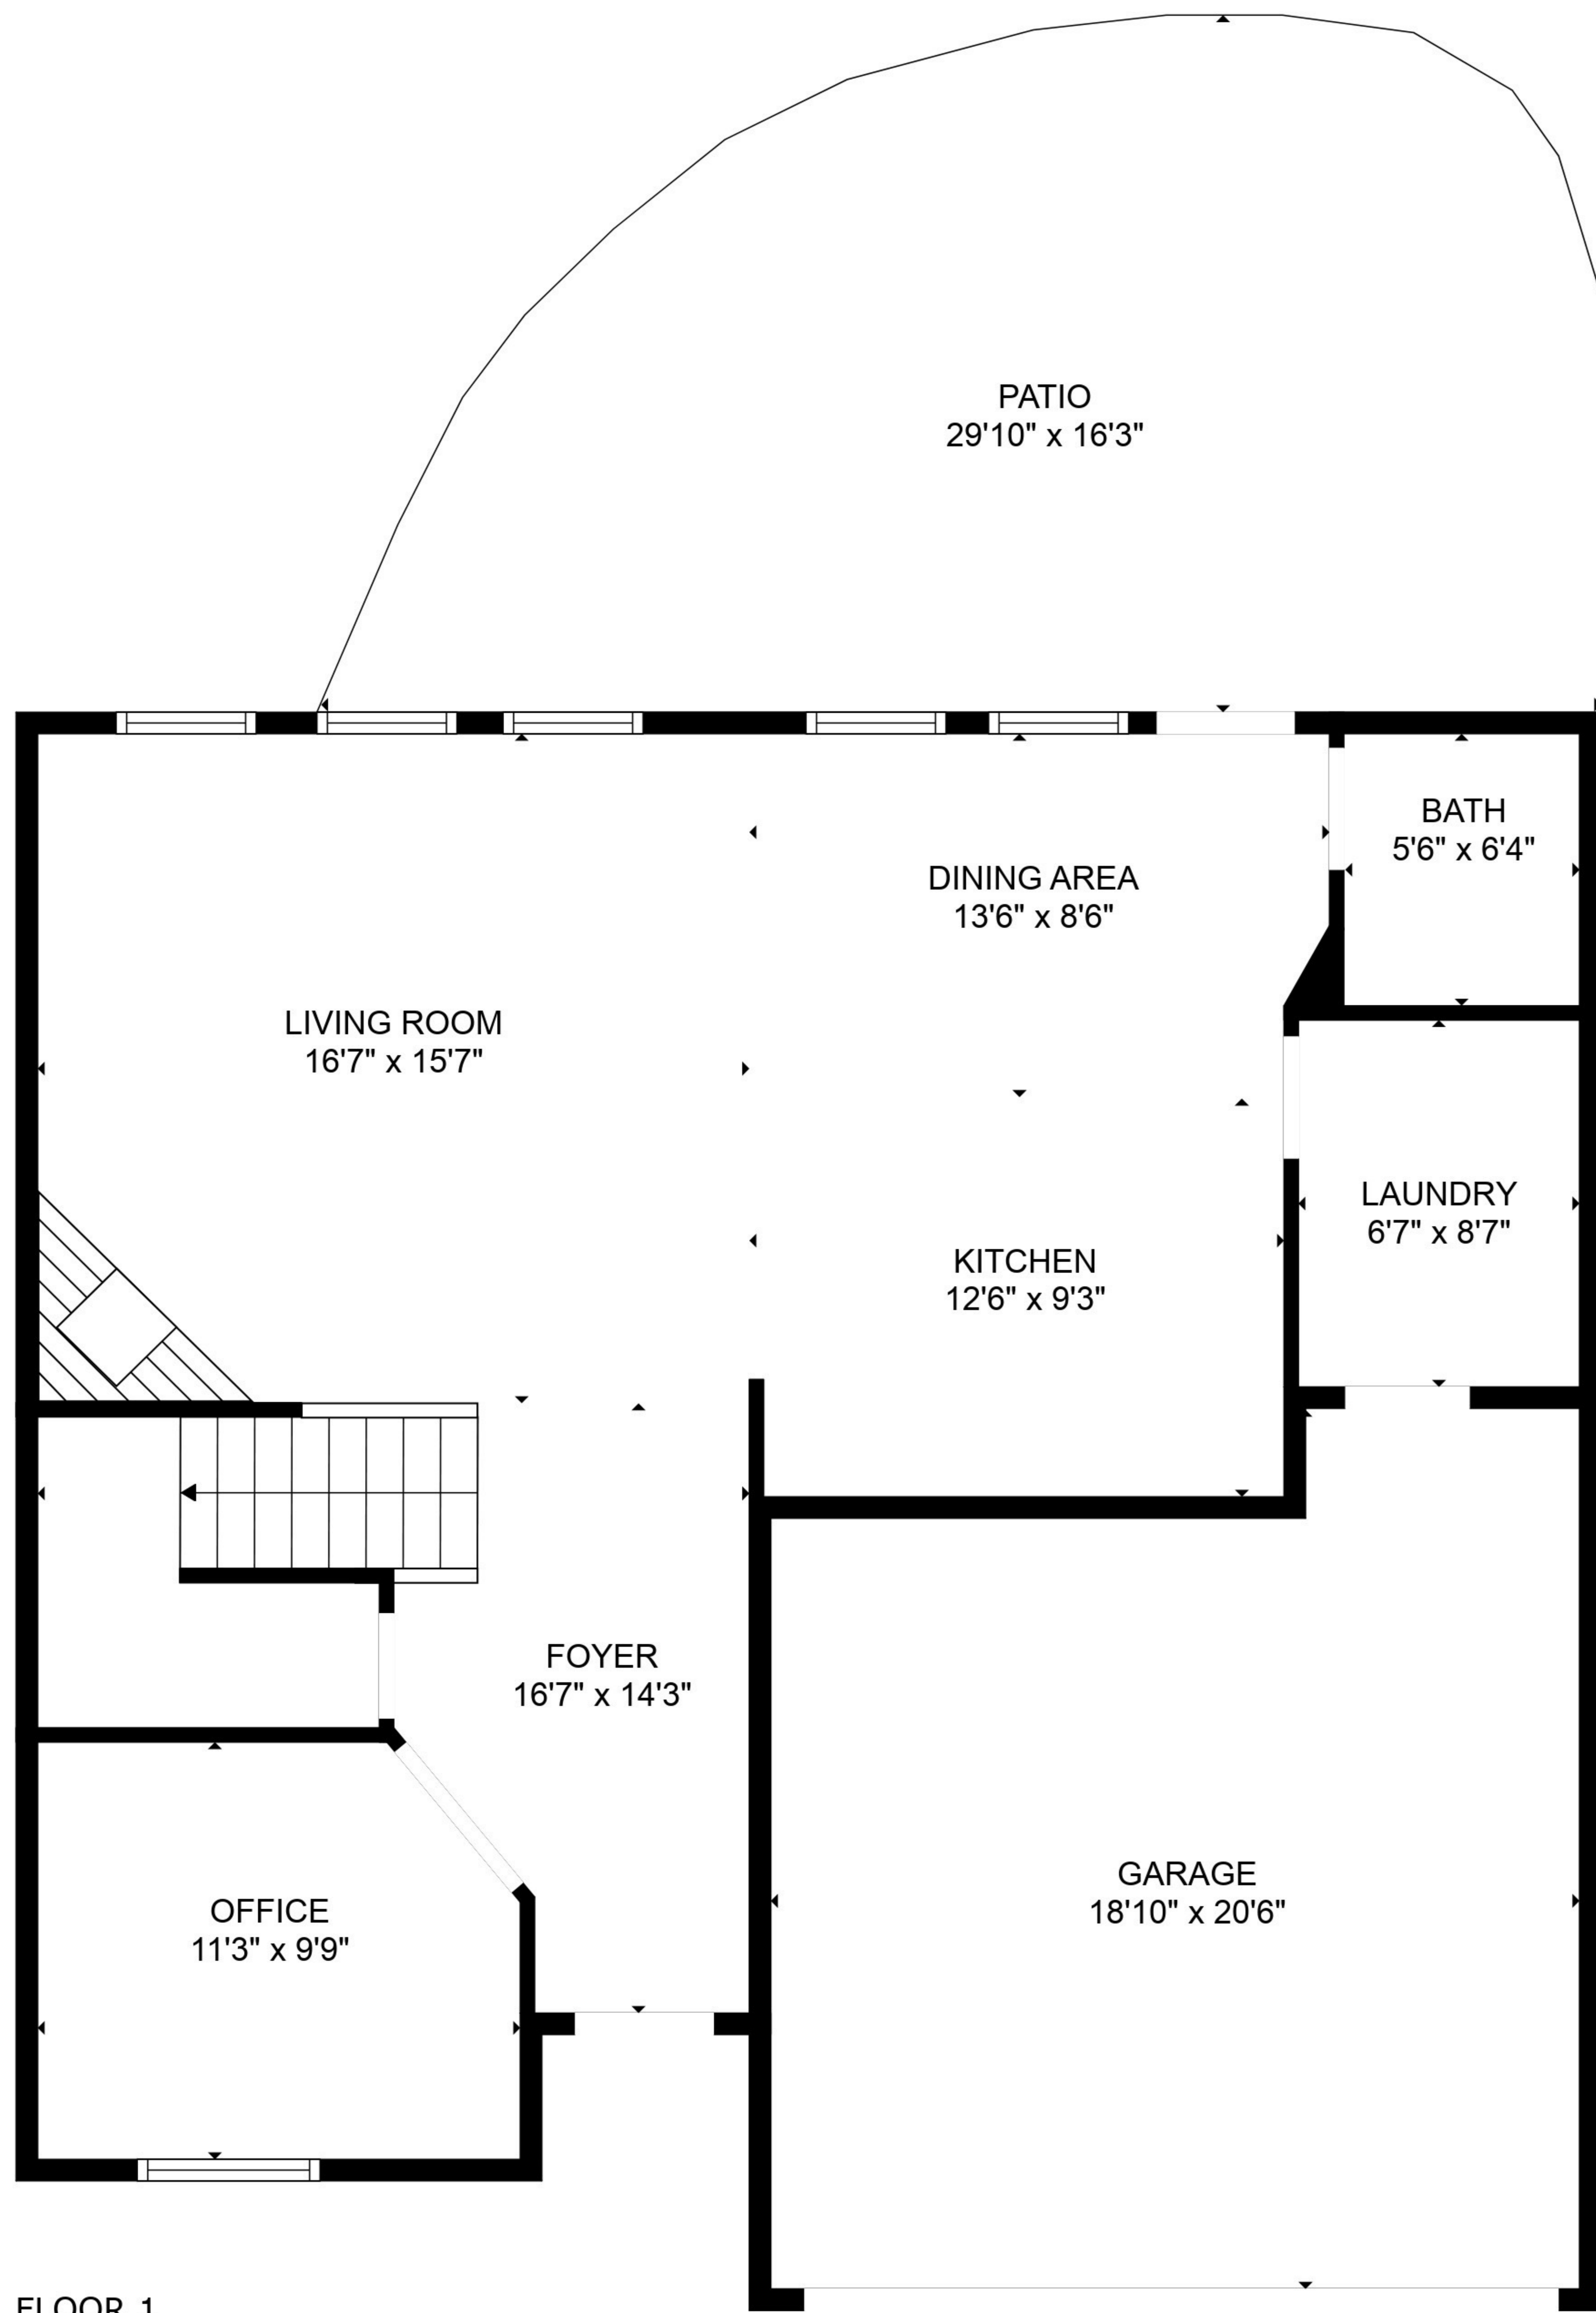 PATIO
29'10" x 16'3"
BATH
5'6" x 6'4"
DINING AREA
13'6" x 8'6"
LIVING ROOM
16'7" x 15'7"
LAUNDRY
6'7" x 8'7"
KITCHEN
12'6" x 9'3"
FOYER
16'7" x 14'3"
GARAGE
18'10" x 20'6"
OFFICE
11'3" x 9'9"
FLOOR 1